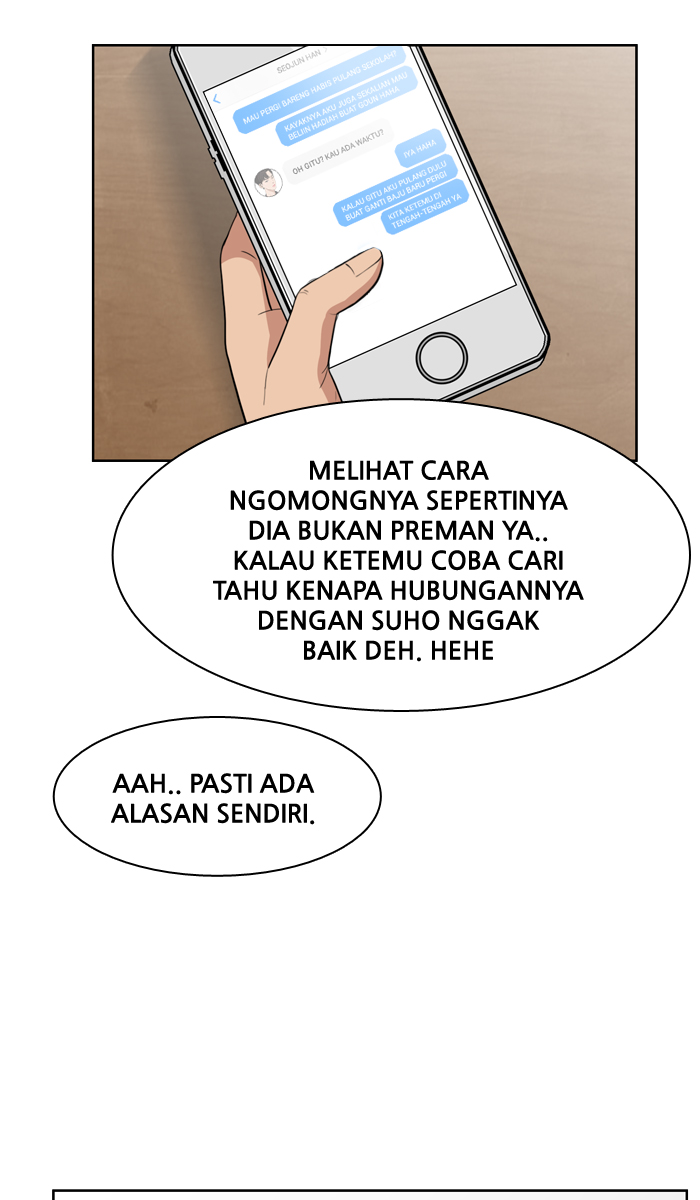 SEOJUN HAN
MAU PERGI BARENG HABIS PULANG SEKOLAH?
KAYAKNYA AKU JUGA SEKALIAN MAU
BELIIN HADIAH BUAT GOUN HAHA
OH GITU? KAU ADA WAKTU?
IYA HAHA
KALAU GITU AKU PULANG DULU
BUAT GANTI BAJU BARU PERGI
KITA KETEMU DI
TENGAH-TENGAH YA
MELIHAT CARA
NGOMONGNYA SEPERTINYA
DIA BUKAN PREMAN YA..
KALAU KETEMU COBA CARI
TAHU KENAPA HUBUNGANNYA
DENGAN SUHO NGGAK
BAIK DEH. HEHE
AAH.. PASTI ADA
ALASAN SENDIRI.